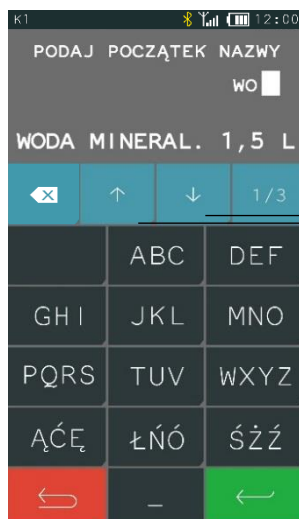 K1 12:00
PODAJ POCZĄTEK NAZWY
WO
WODA MINERAL. 1,5 L
1/3
ABC DEF
GHI JKL MNO
PQRS TUV WXYZ
ĄĆĘ ŁŃÓ ŚŻŹ
_